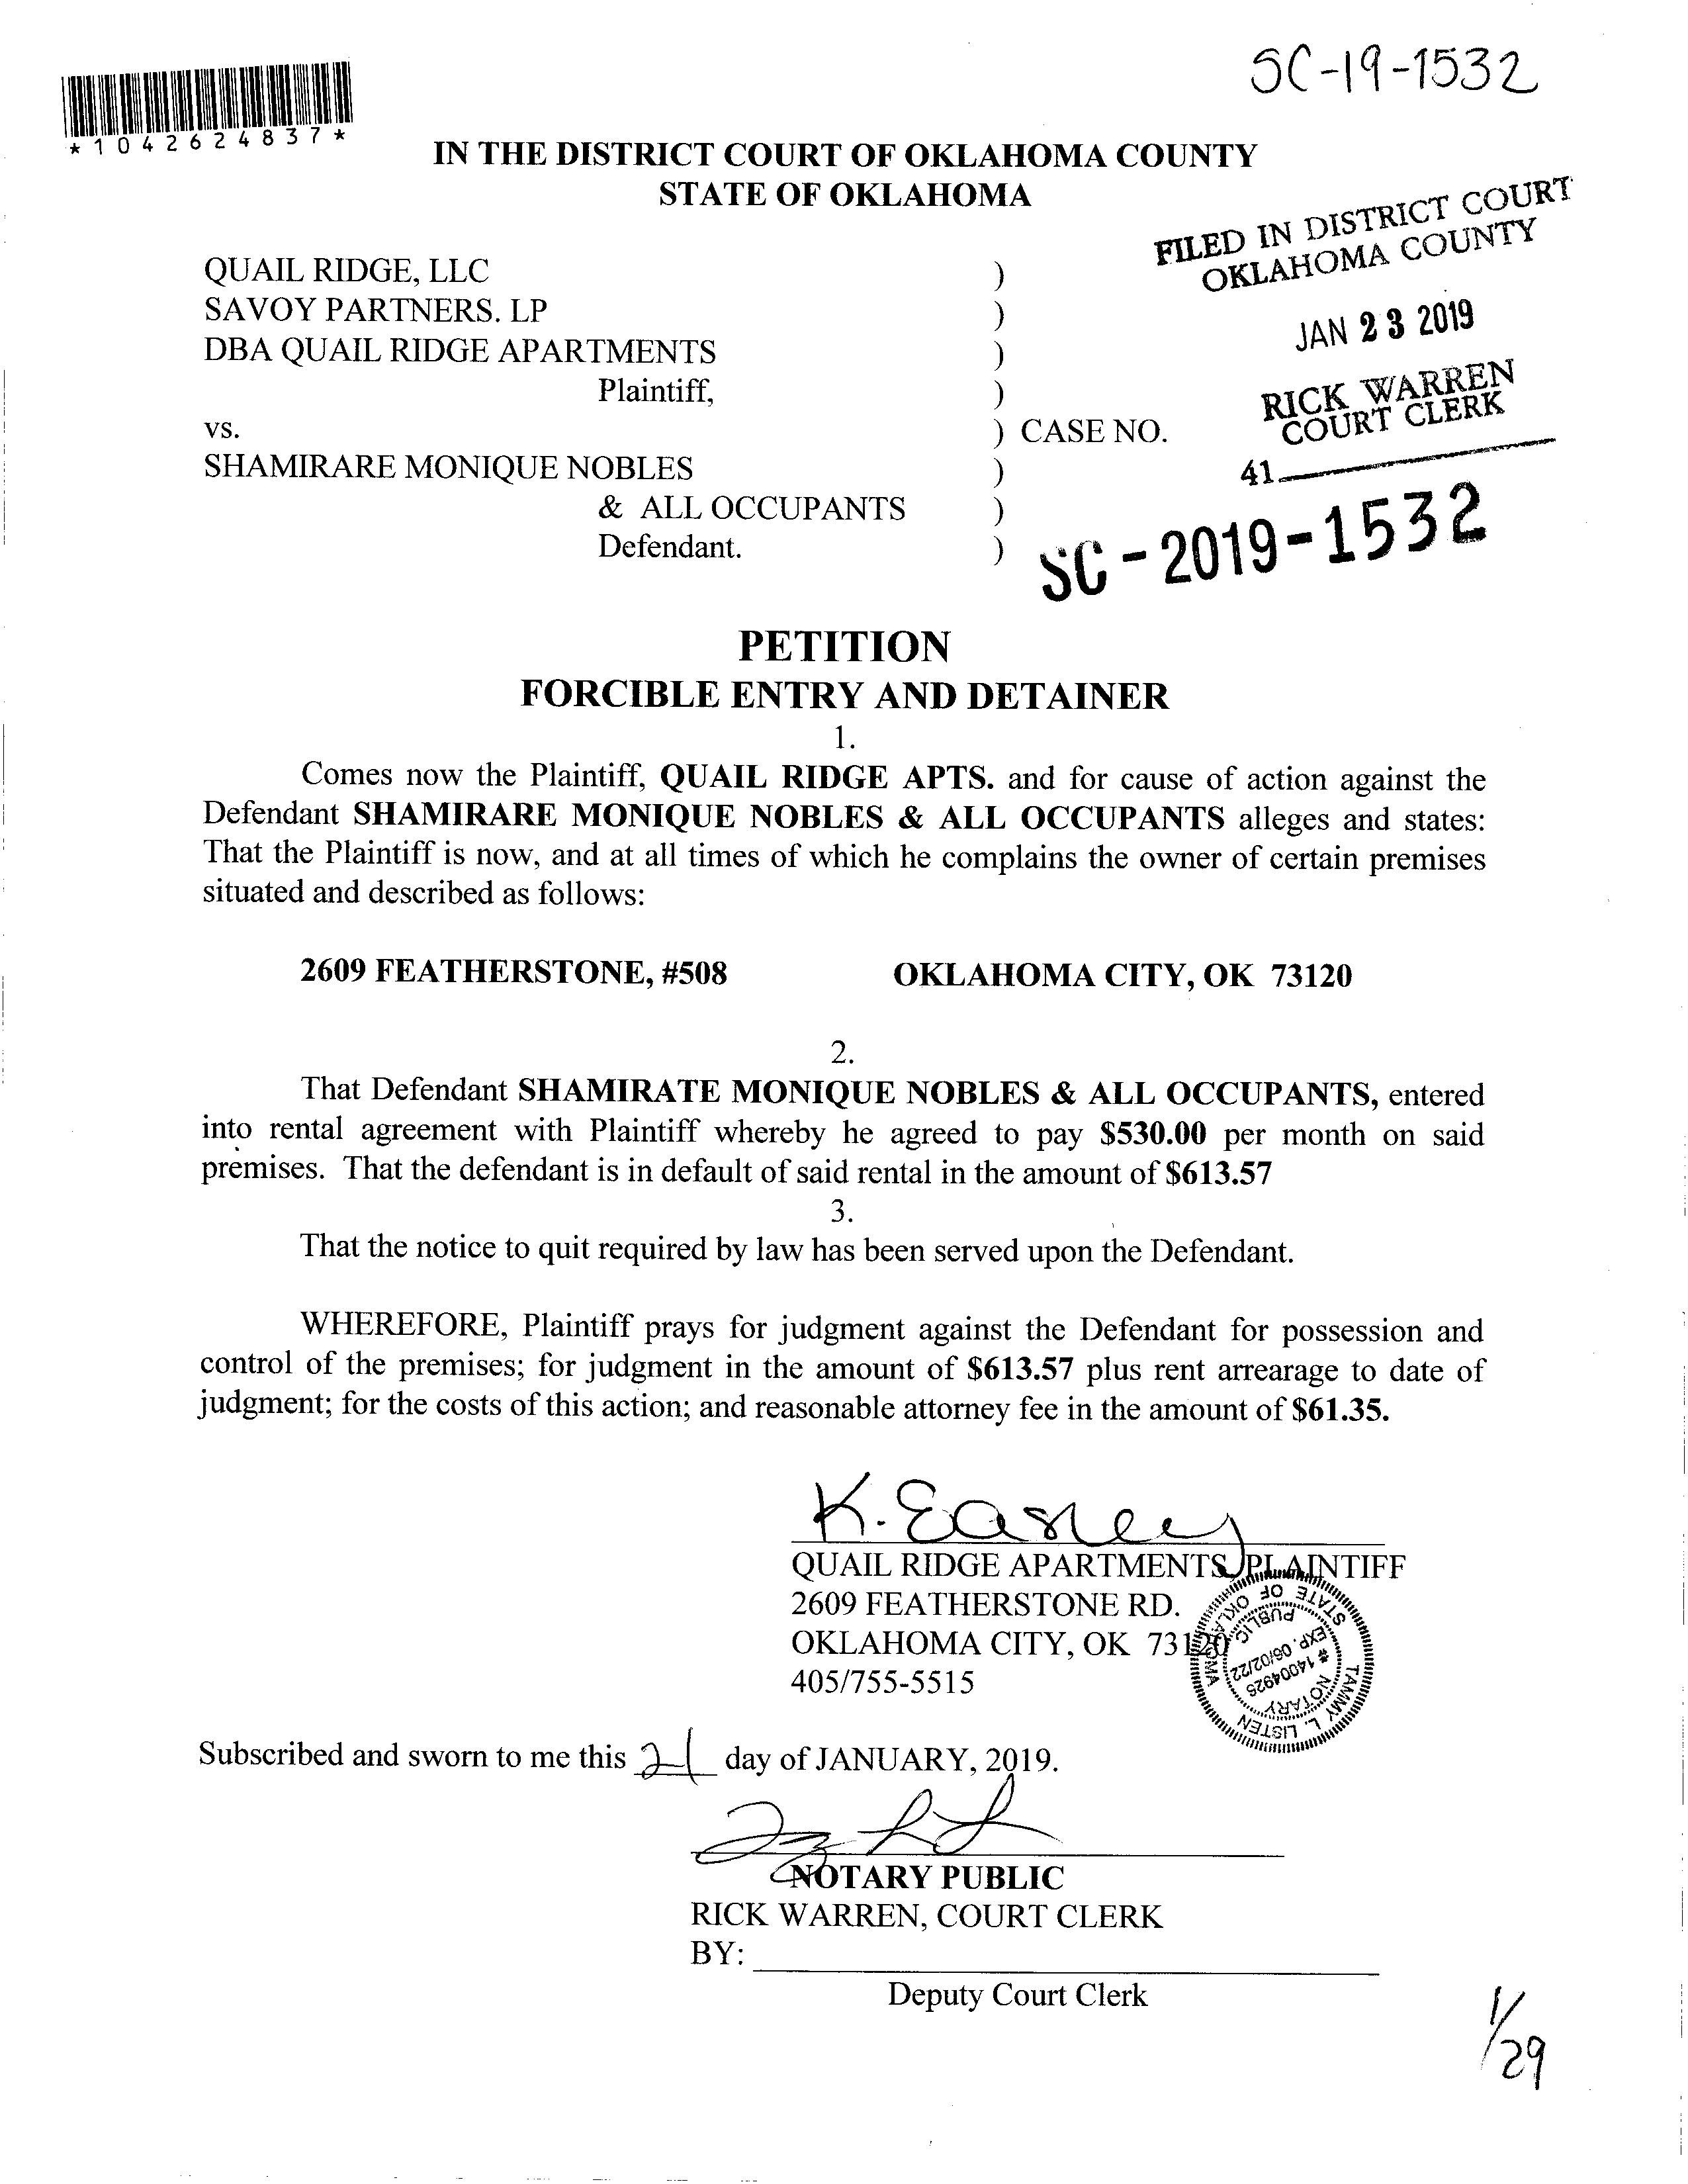 SC-19-1532
*1042624837*
IN THE DISTRICT COURT OF OKLAHOMA COUNTY
STATE OF OKLAHOMA
FILED IN DISTRICT COURT
OKLAHOMA COUNTY
JAN 23 2019
RICK WARREN
COURT CLERK
41
QUAIL RIDGE, LLC )
SAVOY PARTNERS. LP )
DBA QUAIL RIDGE APARTMENTS )
Plaintiff, )
vs. ) CASE NO.
SHAMIRARE MONIQUE NOBLES )
& ALL OCCUPANTS )
Defendant. )
SC-2019-1532
PETITION
FORCIBLE ENTRY AND DETAINER
1.
Comes now the Plaintiff, QUAIL RIDGE APTS. and for cause of action against the
Defendant SHAMIRARE MONIQUE NOBLES & ALL OCCUPANTS alleges and states:
That the Plaintiff is now, and at all times of which he complains the owner of certain premises
situated and described as follows:
2609 FEATHERSTONE, #508 OKLAHOMA CITY, OK 73120
2.
That Defendant SHAMIRATE MONIQUE NOBLES & ALL OCCUPANTS, entered
into rental agreement with Plaintiff whereby he agreed to pay $530.00 per month on said
premises. That the defendant is in default of said rental in the amount of $613.57
3.
That the notice to quit required by law has been served upon the Defendant.
WHEREFORE, Plaintiff prays for judgment against the Defendant for possession and
control of the premises; for judgment in the amount of $613.57 plus rent arrearage to date of
judgment; for the costs of this action; and reasonable attorney fee in the amount of $61.35.
K. Easley
QUAIL RIDGE APARTMENTS, PLAINTIFF
2609 FEATHERSTONE RD.
OKLAHOMA CITY, OK 73120
405/755-5515
TAMMY L. LISTEN
NOTARY
# 14004925
EXP. 06/02/22
PUBLIC
STATE OF OKLAHOMA
Subscribed and sworn to me this 21 day of JANUARY, 2019.
NOTARY PUBLIC
RICK WARREN, COURT CLERK
BY:
Deputy Court Clerk
1/29